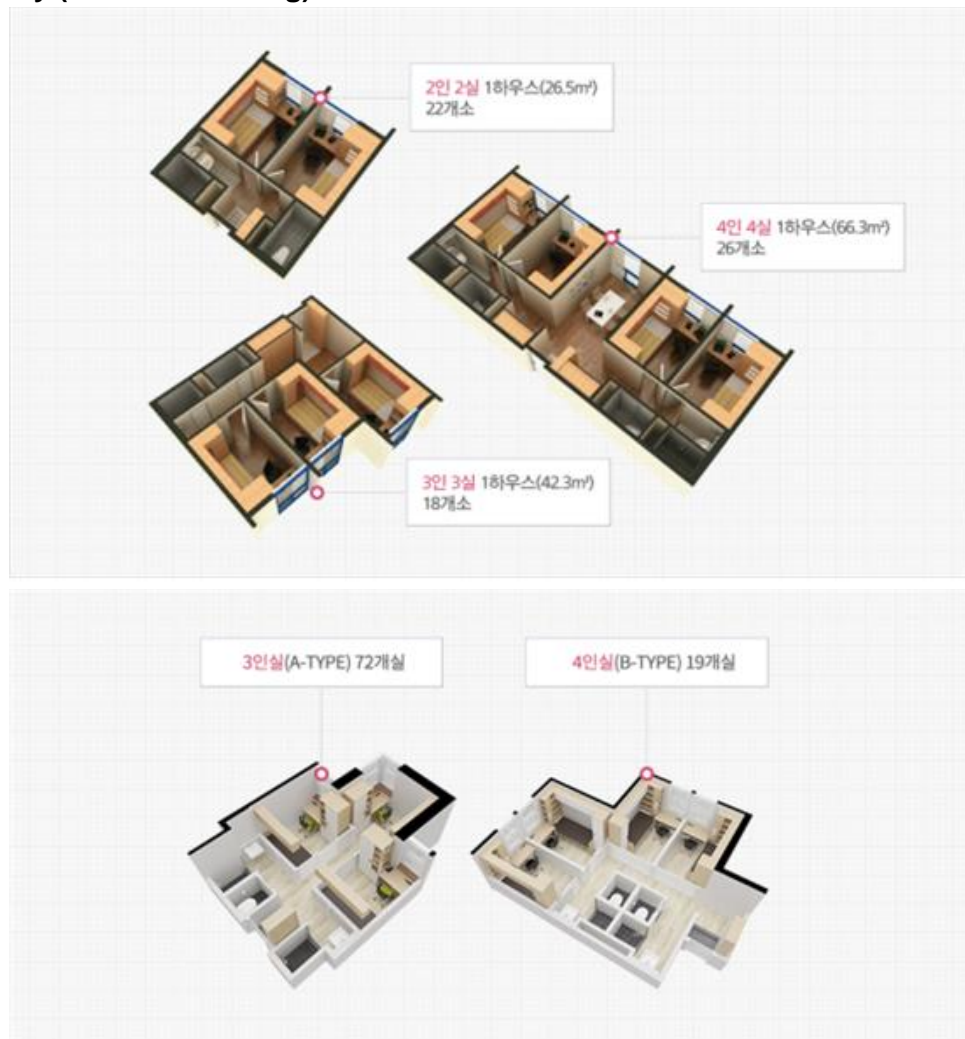 2인 2실 1하우스(26.5m²)
22개소
4인 4실 1하우스(66.3m²)
26개소
3인 3실 1하우스(42.3m²)
18개소
3인실(A-TYPE) 72개실
4인실(B-TYPE) 19개실